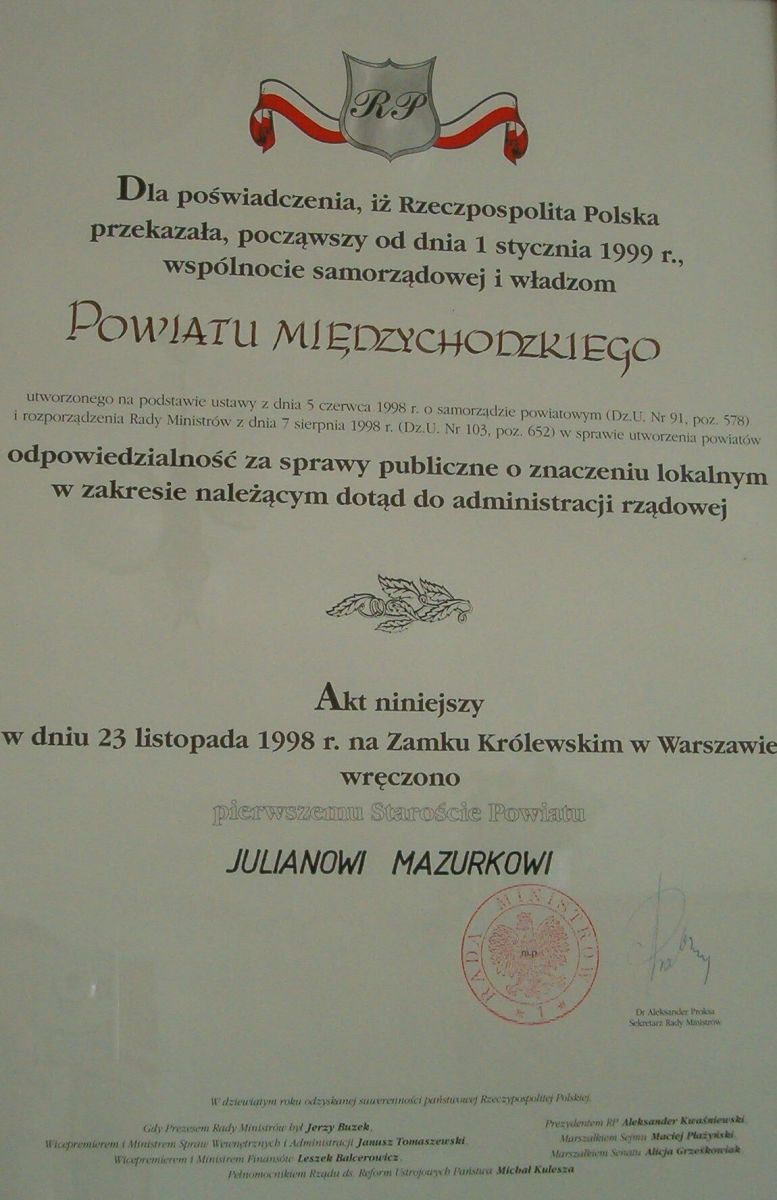 RP
Dla poświadczenia, iż Rzeczpospolita Polska
przekazała, począwszy od dnia 1 stycznia 1999 r.,
wspólnocie samorządowej i władzom
POWIATU MIĘDZYCHODZKIEGO
utworzonego na podstawie ustawy z dnia 5 czerwca 1998 r. o samorządzie powiatowym (Dz.U. Nr 91, poz. 578)
i rozporządzenia Rady Ministrów z dnia 7 sierpnia 1998 r. (Dz.U. Nr 103, poz. 652) w sprawie utworzenia powiatów
odpowiedzialność za sprawy publiczne o znaczeniu lokalnym
w zakresie należącym dotąd do administracji rządowej
Akt niniejszy
w dniu 23 listopada 1998 r. na Zamku Królewskim w Warszawie
wręczono
pierwszemu Staroście Powiatu
JULIANOWI MAZURKOWI
RADA MINISTRÓW
m.p.
* 1 *
Dr Aleksander Proksa
Sekretarz Rady Ministrów
W dziewiątym roku odzyskanej suwerenności państwowej Rzeczypospolitej Polskiej,
Gdy Prezesem Rady Ministrów był Jerzy Buzek,
Wicepremierem i Ministrem Spraw Wewnętrznych i Administracji Janusz Tomaszewski,
Wicepremierem i Ministrem Finansów Leszek Balcerowicz,
Prezydentem RP Aleksander Kwaśniewski,
Marszałkiem Sejmu Maciej Płażyński,
Marszałkiem Senatu Alicja Grześkowiak,
Pełnomocnikiem Rządu ds. Reform Ustrojowych Państwa Michał Kulesza